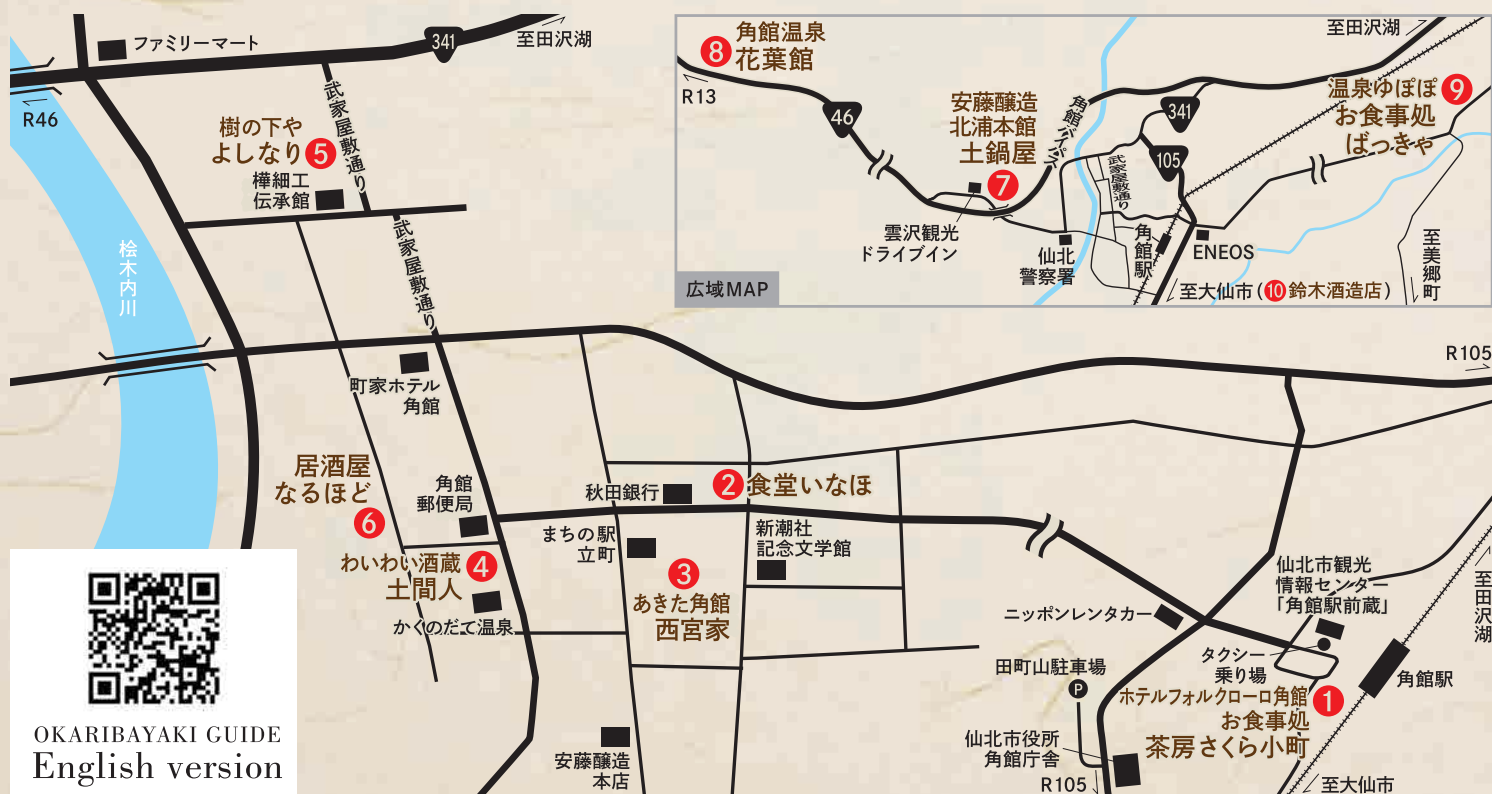 ファミリーマート
341
至田沢湖
R46
武家屋敷通り
樹の下や
よしなり 5
樺細工
伝承館
武家屋敷通り
桧木内川
町家ホテル
角館
居酒屋
なるほど
6
角館
郵便局
わいわい酒蔵 4
土間人
かくのだて温泉
秋田銀行
2 食堂いなほ
まちの駅
立町
3
あきた角館
西宮家
新潮社
記念文学館
安藤醸造
本店
R105
ニッポンレンタカー
仙北市観光
情報センター
「角館駅前蔵」
タクシー
乗り場
角館駅
至田沢湖
田町山駐車場
P
ホテルフォルクローロ角館 1
お食事処
茶房さくら小町
仙北市役所
角館庁舎
R105
至大仙市
8 角館温泉
花葉館
R13
46
安藤醸造
北浦本館
土鍋屋
7
角館バイパス
雲沢観光
ドライブイン
仙北
警察署
武家屋敷通り
341
105
角館駅
ENEOS
至田沢湖
温泉ゆぽぽ 9
お食事処
ばっきゃ
至美郷町
至大仙市(10 鈴木酒造店)
広域MAP
OKARIBAYAKI GUIDE
English version